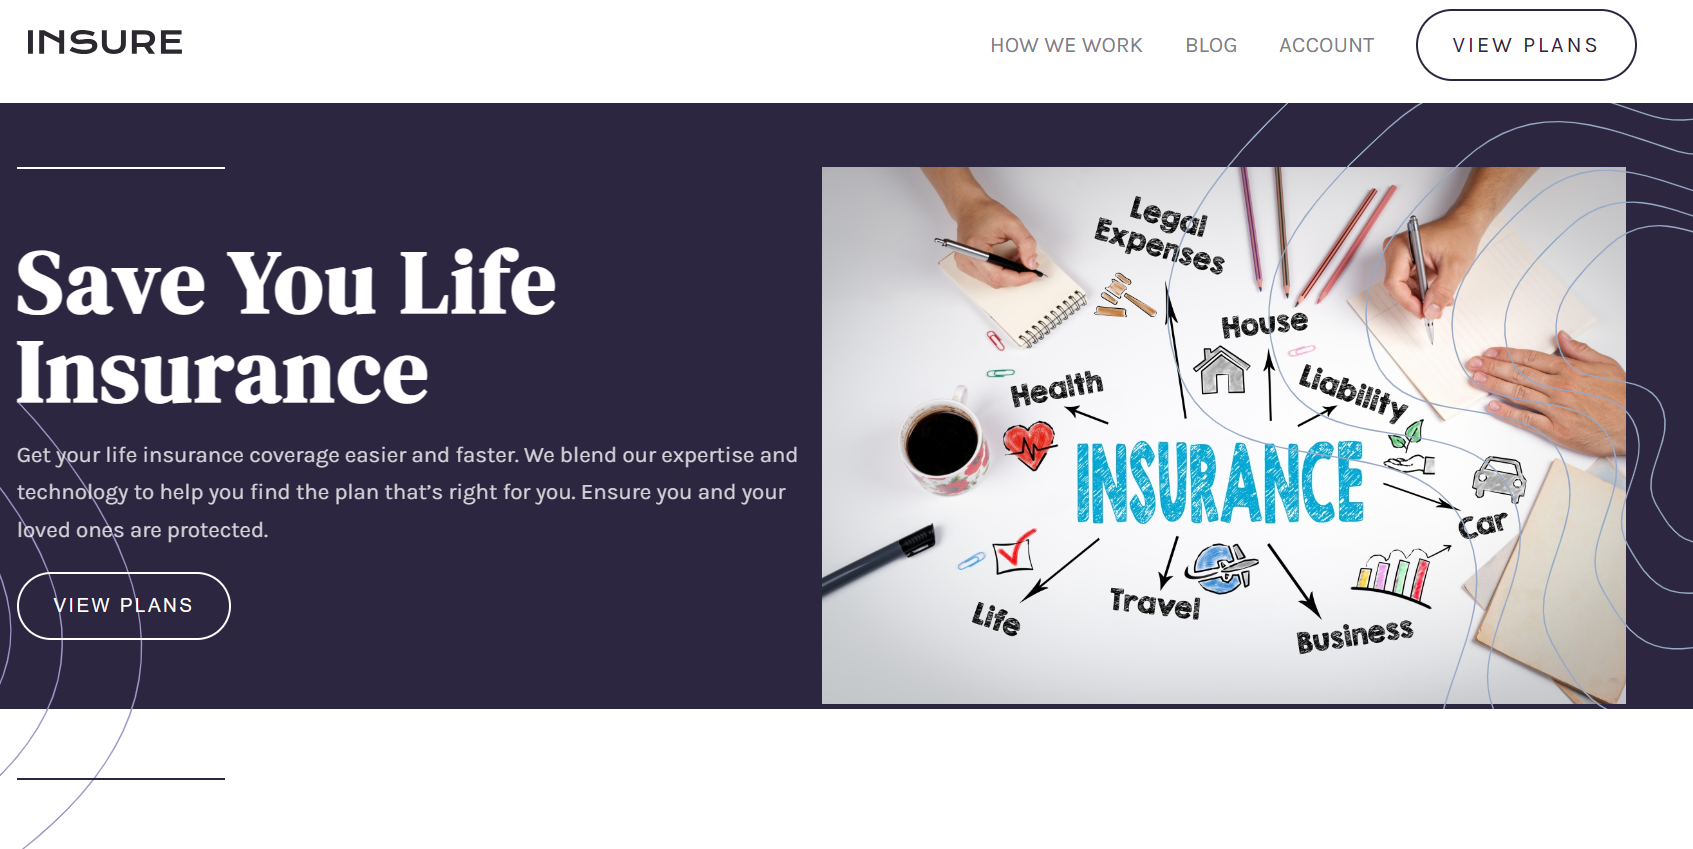 INSURE
HOW WE WORK
BLOG
ACCOUNT
VIEW PLANS
Save You Life
Insurance
Get your life insurance coverage easier and faster. We blend our expertise and
technology to help you find the plan that’s right for you. Ensure you and your
loved ones are protected.
VIEW PLANS
Legal
Expenses
House
Health
Liability
INSURANCE
Car
Life
Travel
Business